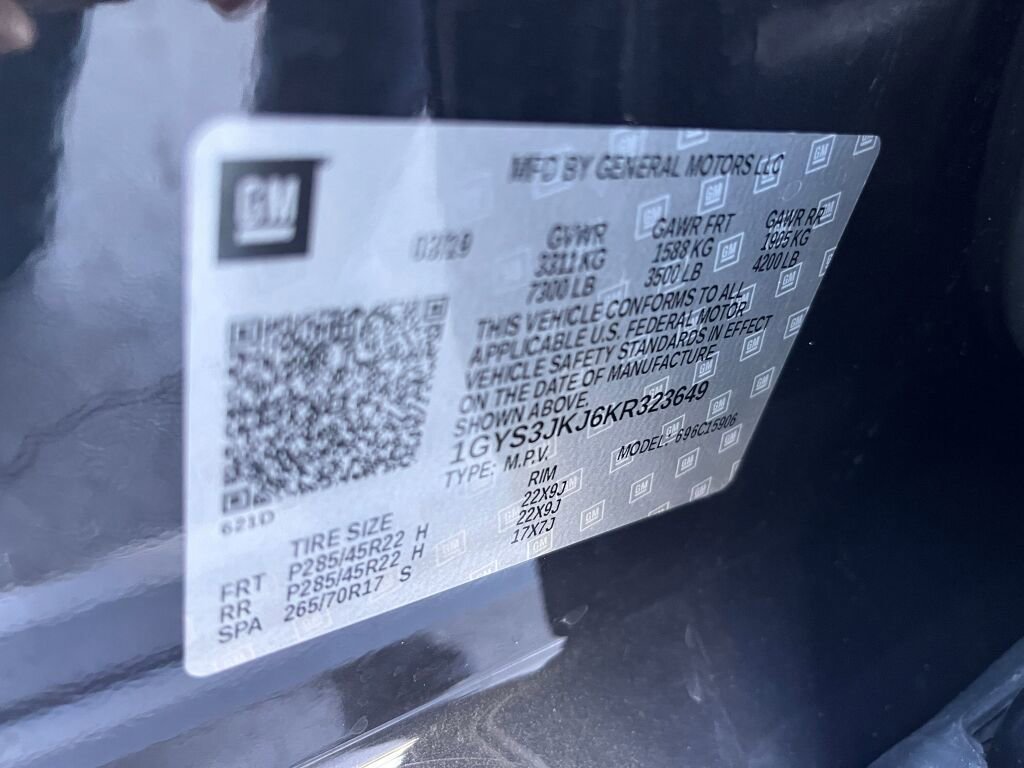 GM
MFD BY GENERAL MOTORS LLC
03/19
GVWR GAWR FRT GAWR RR
3311 KG 1588 KG 1905 KG
7300 LB 3500 LB 4200 LB
THIS VEHICLE CONFORMS TO ALL
APPLICABLE U.S. FEDERAL MOTOR
VEHICLE SAFETY STANDARDS IN EFFECT
ON THE DATE OF MANUFACTURE
SHOWN ABOVE.
1GYS3JKJ6KR323649
TYPE: M.P.V. MODEL: 696C15906
621D
TIRE SIZE RIM
FRT P285/45R22 H 22X9J
RR P285/45R22 H 22X9J
SPA 265/70R17 S 17X7J